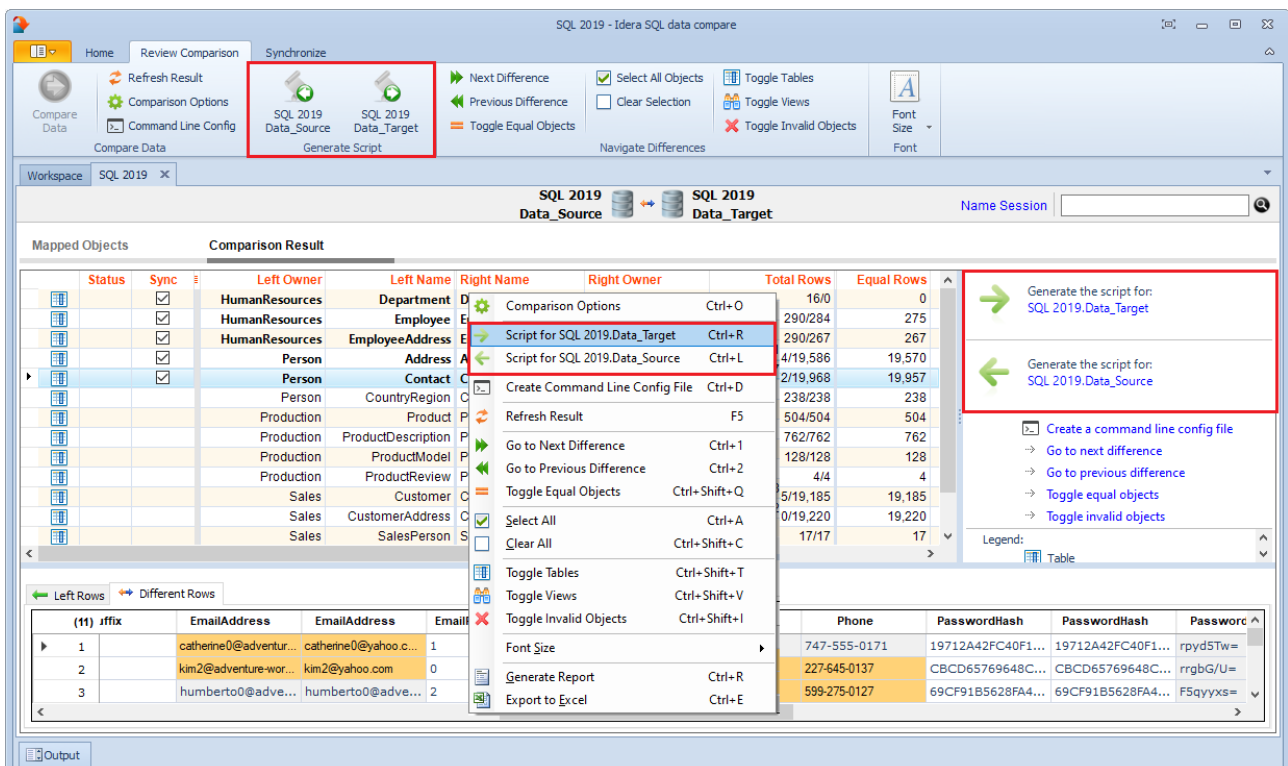 SQL 2019 - Idera SQL data compare
Home Review Comparison Synchronize
Compare Data
Refresh Result
Comparison Options
Command Line Config
Compare Data
SQL 2019 Data_Source
SQL 2019 Data_Target
Generate Script
Next Difference
Previous Difference
Toggle Equal Objects
Select All Objects
Clear Selection
Toggle Tables
Toggle Views
Toggle Invalid Objects
Navigate Differences
Font Size
Font
Workspace SQL 2019
SQL 2019 Data_Source
SQL 2019 Data_Target
Name Session
Mapped Objects Comparison Result
Status Sync Left Owner Left Name Right Name Right Owner Total Rows Equal Rows
HumanResources Department D 16/0 0
HumanResources Employee E 290/284 275
HumanResources EmployeeAddress E 290/267 267
Person Address A 4/19,586 19,570
Person Contact C 2/19,968 19,957
Person CountryRegion C 238/238 238
Production Product P 504/504 504
Production ProductDescription P 762/762 762
Production ProductModel P 128/128 128
Production ProductReview P 4/4 4
Sales Customer C 5/19,185 19,185
Sales CustomerAddress C 0/19,220 19,220
Sales SalesPerson S 17/17 17
Comparison Options Ctrl+O
Script for SQL 2019.Data_Target Ctrl+R
Script for SQL 2019.Data_Source Ctrl+L
Create Command Line Config File Ctrl+D
Refresh Result F5
Go to Next Difference Ctrl+1
Go to Previous Difference Ctrl+2
Toggle Equal Objects Ctrl+Shift+Q
Select All Ctrl+A
Clear All Ctrl+Shift+C
Toggle Tables Ctrl+Shift+T
Toggle Views Ctrl+Shift+V
Toggle Invalid Objects Ctrl+Shift+I
Font Size
Generate Report Ctrl+R
Export to Excel Ctrl+E
Generate the script for:
SQL 2019.Data_Target
Generate the script for:
SQL 2019.Data_Source
Create a command line config file
Go to next difference
Go to previous difference
Toggle equal objects
Toggle invalid objects
Legend:
Table
Left Rows Different Rows
(11) uffix EmailAddress EmailAddress Phone PasswordHash PasswordHash Password
1 catherine0@adventur... catherine0@yahoo.c... 1 747-555-0171 19712A42FC40F1... 19712A42FC40F1... rpyd5Tw=
2 kim2@adventure-wor... kim2@yahoo.com 0 227-645-0137 CBCD65769648C... CBCD65769648C... rrgbG/U=
3 humberto0@adve... humberto0@adve... 2 599-275-0127 69CF91B5628FA4... 69CF91B5628FA4... F5qyyxs=
Output